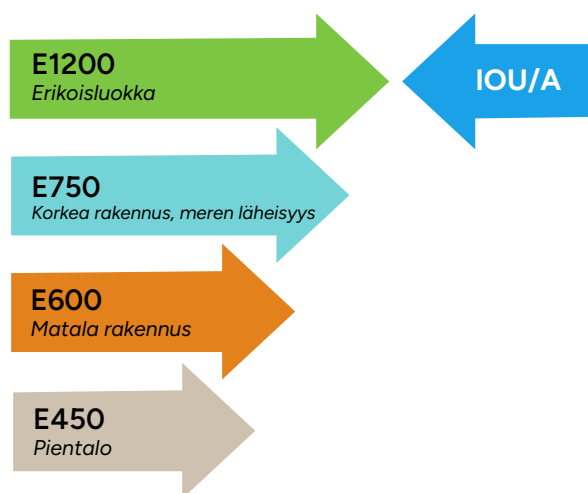 E1200
Erikoisluokka
IOU/A
E750
Korkea rakennus, meren läheisyys
E600
Matala rakennus
E450
Pientalo